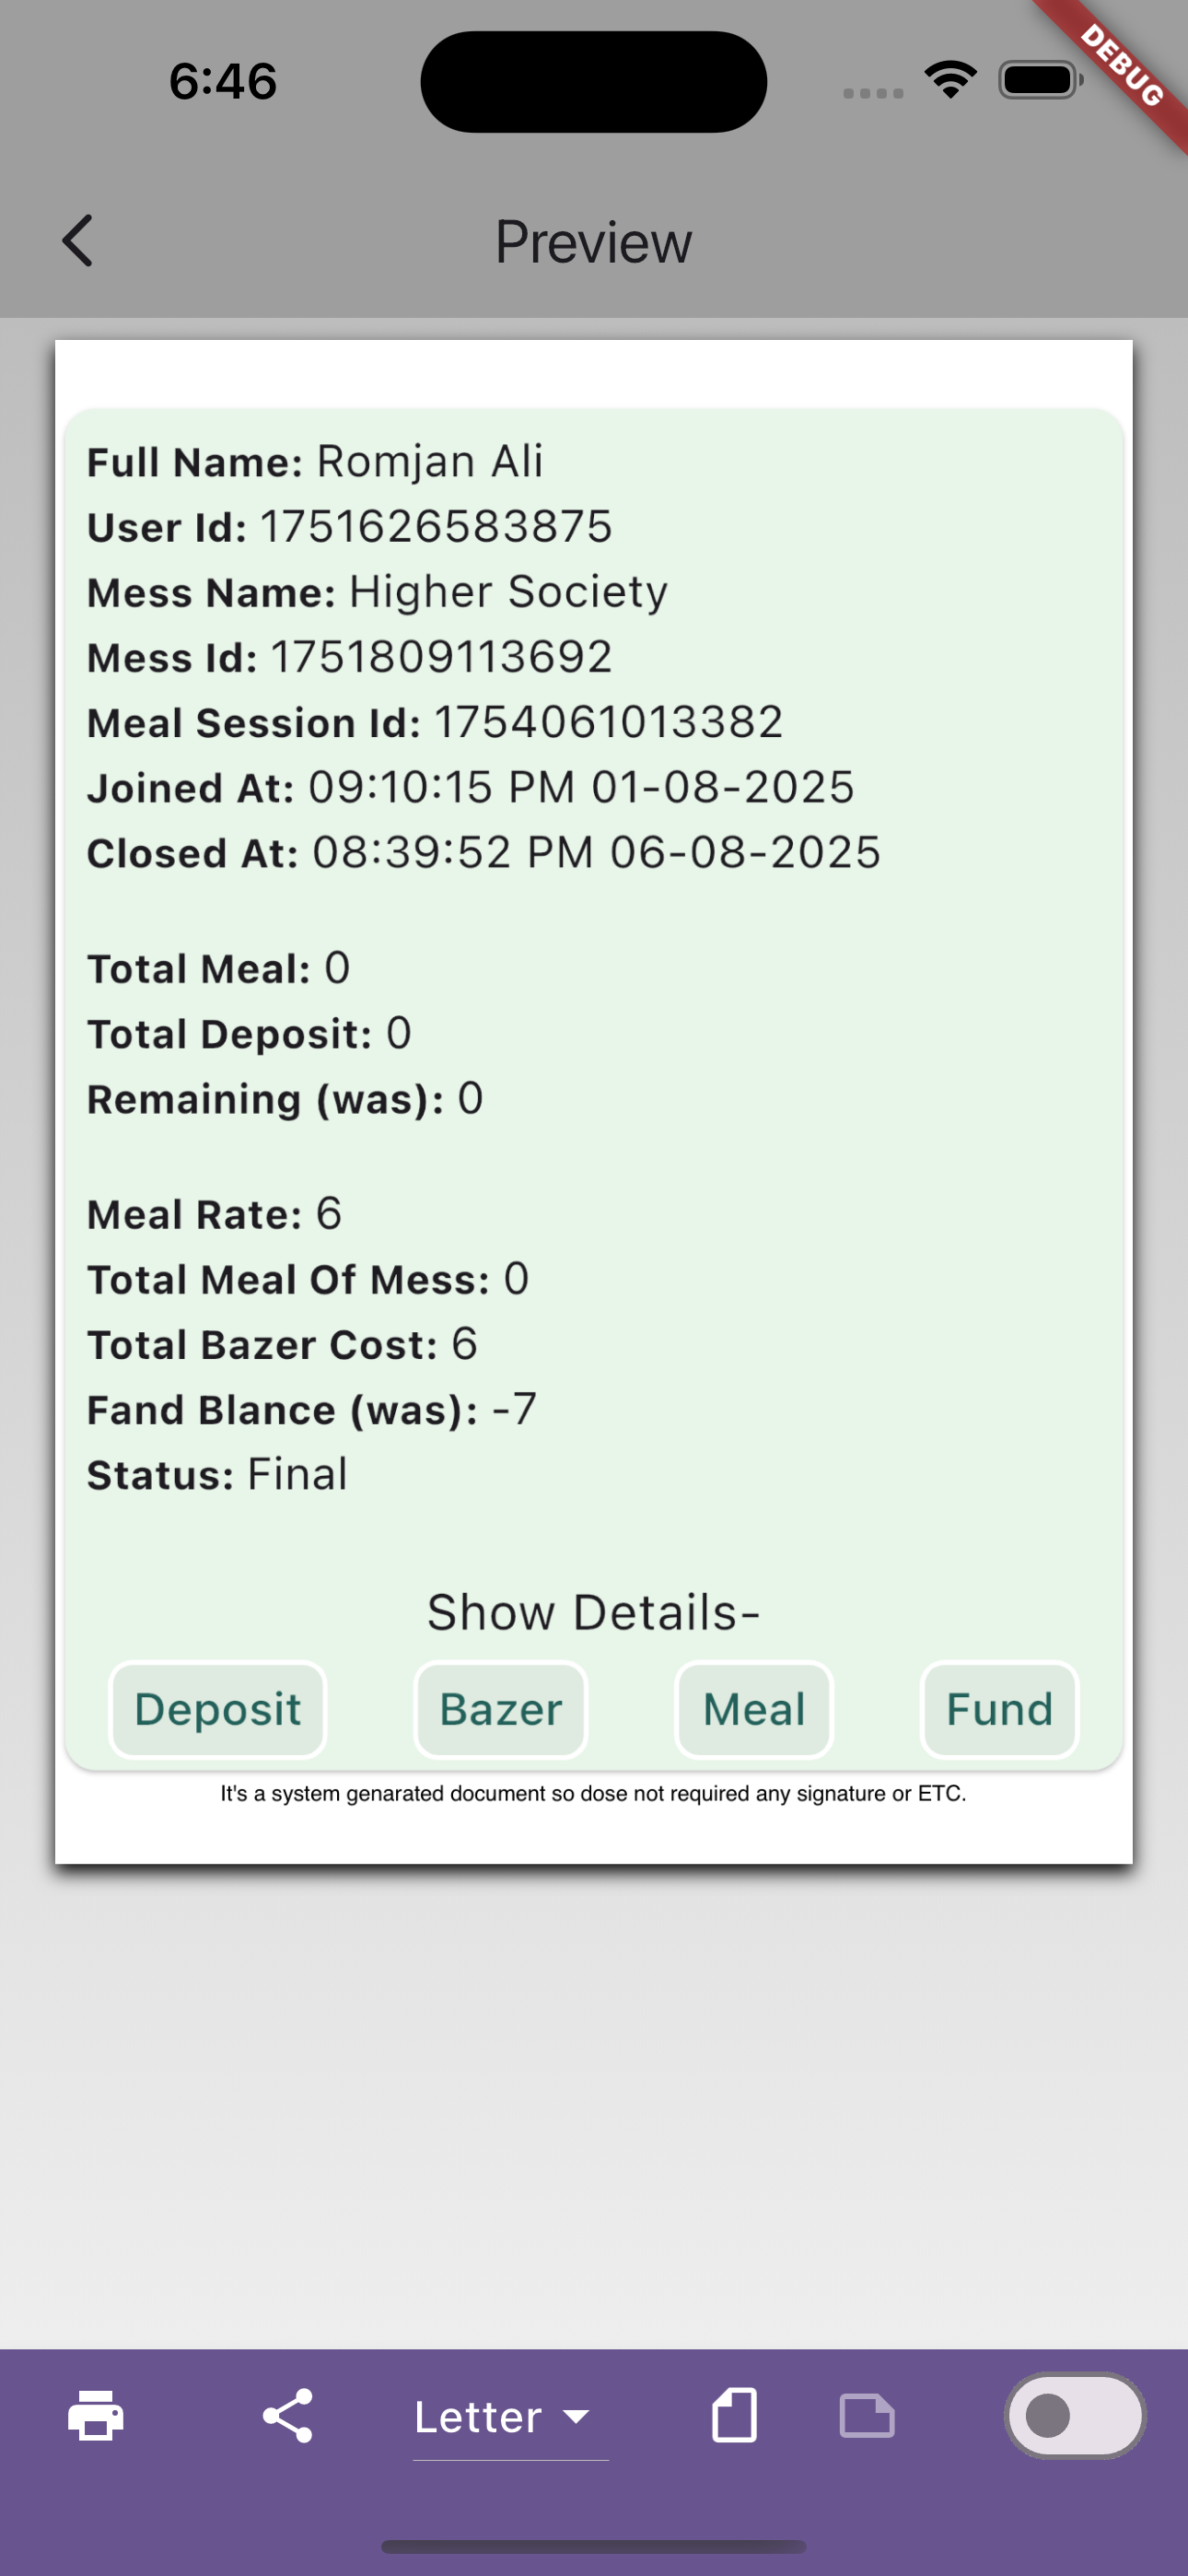 6:46
DEBUG
Preview
Full Name: Romjan Ali
User Id: 1751626583875
Mess Name: Higher Society
Mess Id: 1751809113692
Meal Session Id: 1754061013382
Joined At: 09:10:15 PM 01-08-2025
Closed At: 08:39:52 PM 06-08-2025
Total Meal: 0
Total Deposit: 0
Remaining (was): 0
Meal Rate: 6
Total Meal Of Mess: 0
Total Bazer Cost: 6
Fand Blance (was): -7
Status: Final
Show Details-
Deposit Bazer Meal Fund
It's a system genarated document so dose not required any signature or ETC.
Letter